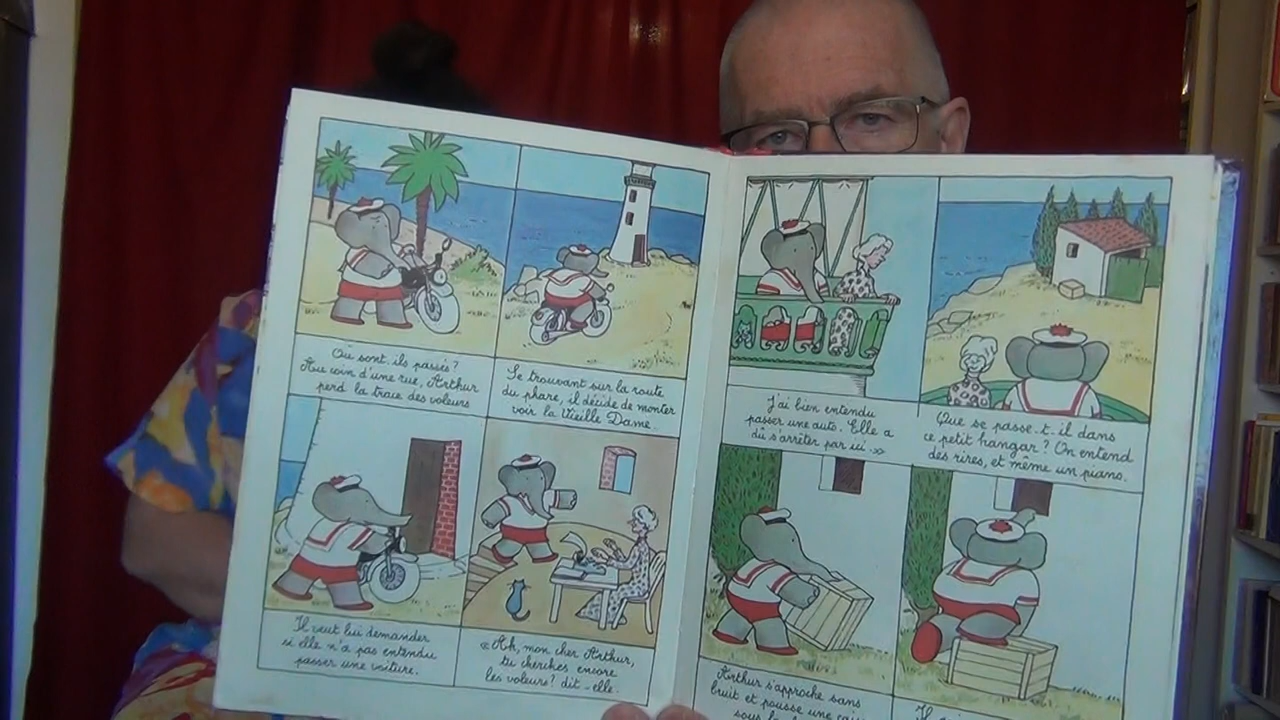 Où sont-ils passés?
Au coin d'une rue, Arthur
perd la trace des voleurs
Se trouvant sur la route
du phare, il décide de monter
voir la Vieille Dame.
Il veut lui demander
si elle n'a pas entendu
passer une voiture.
«Ah, mon cher Arthur,
tu cherches encore
les voleurs? dit-elle.
J'ai bien entendu
passer une auto. Elle a
dû s'arrêter par ici.»
Que se passe-t-il dans
ce petit hangar? On entend
des rires, et même un piano.
Arthur s'approche sans
bruit et pousse une caisse
sous la
Il